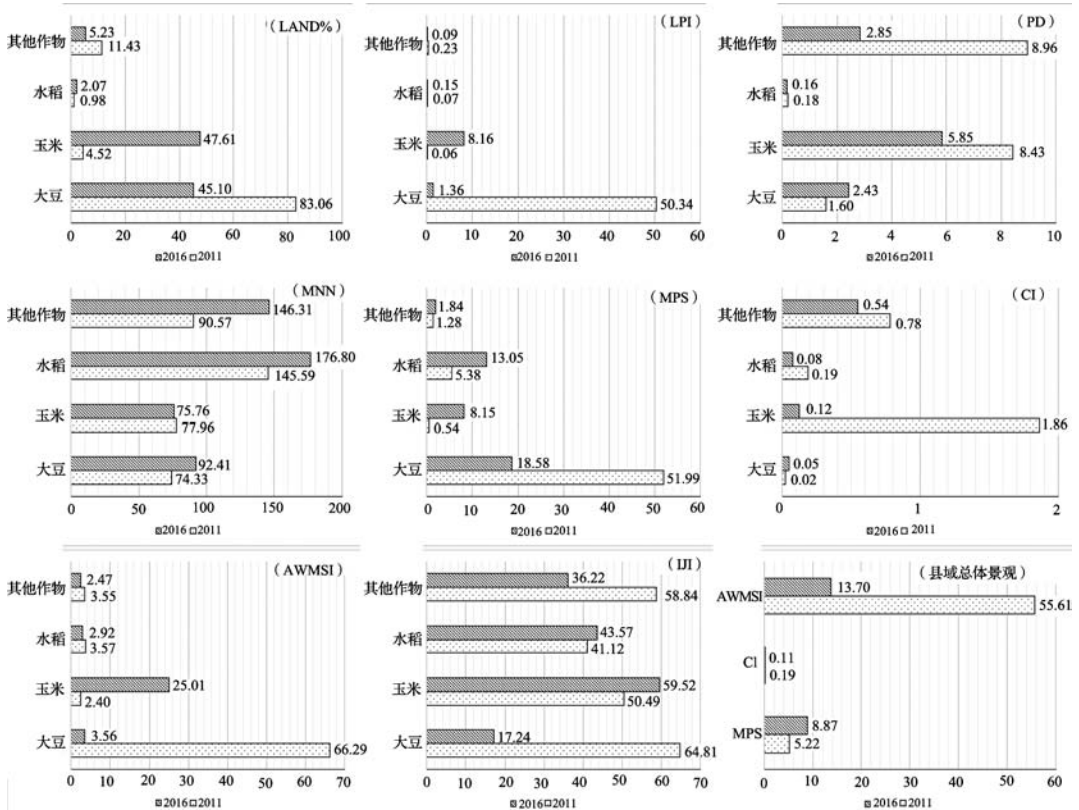 （LAND%）
其他作物
5.23
11.43
水稻
2.07
0.98
玉米
47.61
4.52
大豆
45.10
83.06
0 20 40 60 80 100
2016 2011
（LPI）
其他作物
0.09
0.23
水稻
0.15
0.07
玉米
8.16
0.06
大豆
1.36
50.34
0 10 20 30 40 50 60
2016 2011
（PD）
其他作物
2.85
8.96
水稻
0.16
0.18
玉米
5.85
8.43
大豆
2.43
1.60
0 2 4 6 8 10
2016 2011
（MNN）
其他作物
146.31
90.57
水稻
176.80
145.59
玉米
75.76
77.96
大豆
92.41
74.33
0 50 100 150 200
2016 2011
（MPS）
其他作物
1.84
1.28
水稻
13.05
5.38
玉米
8.15
0.54
大豆
18.58
51.99
0 10 20 30 40 50 60
2016 2011
（CI）
其他作物
0.54
0.78
水稻
0.08
0.19
玉米
0.12
1.86
大豆
0.05
0.02
0 1 2
2016 2011
（AWMSI）
其他作物
2.47
3.55
水稻
2.92
3.57
玉米
25.01
2.40
大豆
3.56
66.29
0 10 20 30 40 50 60 70
2016 2011
（IJI）
其他作物
36.22
58.84
水稻
43.57
41.12
玉米
59.52
50.49
大豆
17.24
64.81
0 10 20 30 40 50 60 70
2016 2011
（县域总体景观）
AWMSI
13.70
55.61
CI
0.11
0.19
MPS
8.87
5.22
0 10 20 30 40 50 60
2016 2011